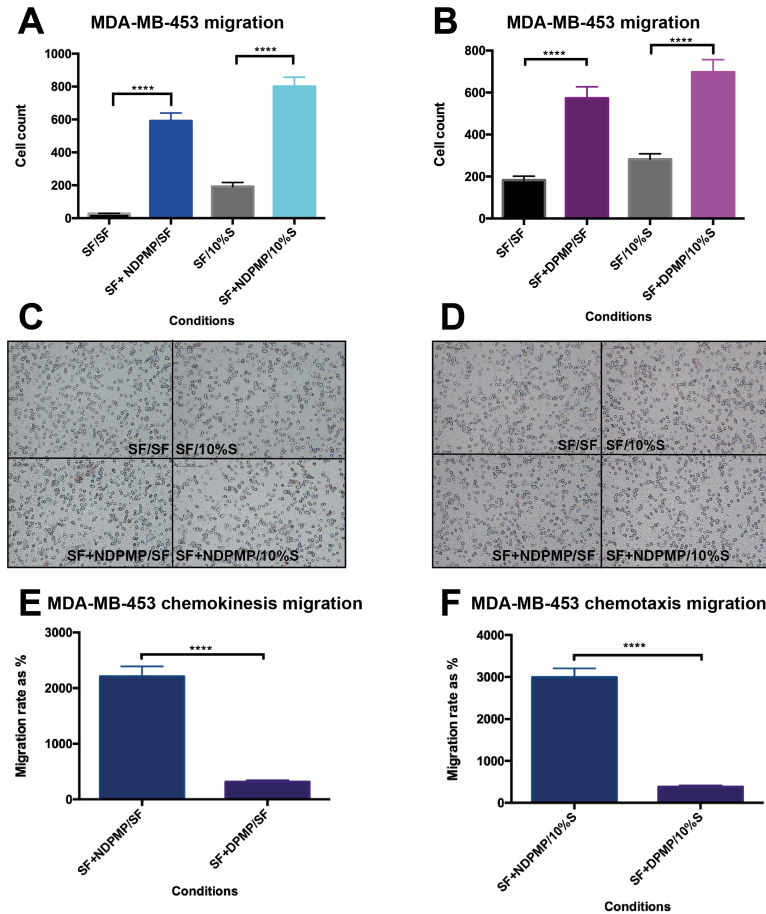 A
MDA-MB-453 migration
Cell count
1000
800
600
400
200
0
****
****
SF/SF
SF+ NDPMP/SF
SF/10%S
SF+NDPMP/10%S
Conditions
B
MDA-MB-453 migration
Cell count
800
600
400
200
0
****
****
SF/SF
SF+DPMP/SF
SF/10%S
SF+DPMP/10%S
Conditions
C
SF/SF
SF/10%S
SF+NDPMP/SF
SF+NDPMP/10%S
D
SF/SF
SF/10%S
SF+NDPMP/SF
SF+NDPMP/10%S
E
MDA-MB-453 chemokinesis migration
Migration rate as %
3000
2000
1000
0
****
SF+NDPMP/SF
SF+DPMP/SF
Conditions
F
MDA-MB-453 chemotaxis migration
Migration rate as %
4000
3000
2000
1000
0
****
SF+NDPMP/10%S
SF+DPMP/10%S
Conditions